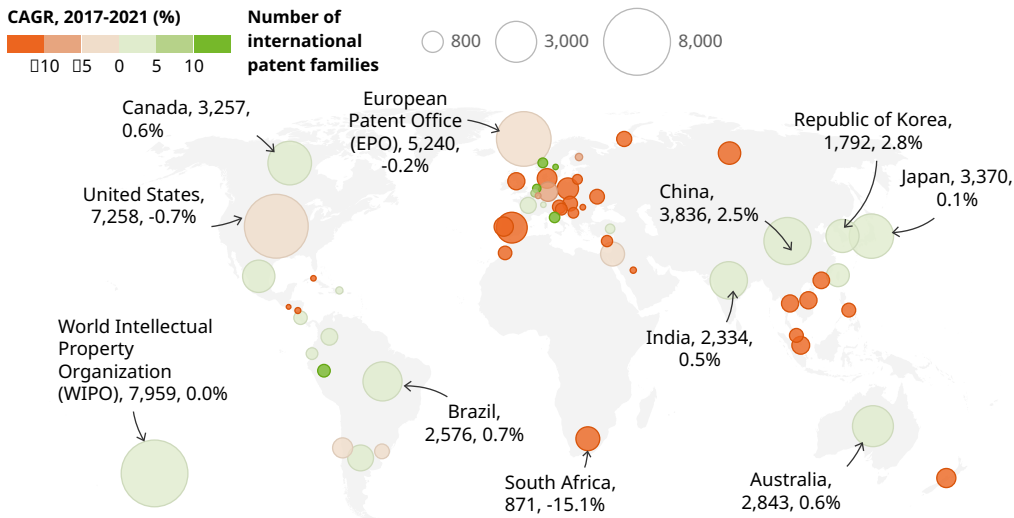 CAGR, 2017-2021 (%)
▯10 ▯5 0 5 10
Number of
international
patent families
800 3,000 8,000
Canada, 3,257,
0.6%
European
Patent Office
(EPO), 5,240,
-0.2%
Republic of Korea,
1,792, 2.8%
United States,
7,258, -0.7%
China,
3,836, 2.5%
Japan, 3,370,
0.1%
World Intellectual
Property
Organization
(WIPO), 7,959, 0.0%
India, 2,334,
0.5%
Brazil,
2,576, 0.7%
South Africa,
871, -15.1%
Australia,
2,843, 0.6%